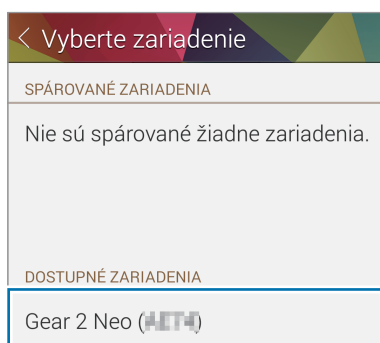 Vyberte zariadenie
SPÁROVANÉ ZARIADENIA
Nie sú spárované žiadne zariadenia.
DOSTUPNÉ ZARIADENIA
Gear 2 Neo ()